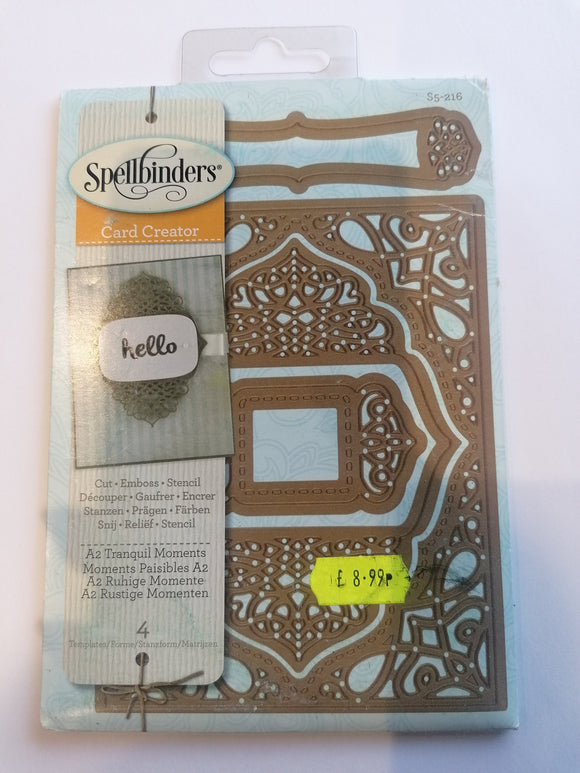 S5-216
Spellbinders®
Card Creator
hello
Cut • Emboss • Stencil
Découper • Gaufrer • Encrer
Stanzen • Prägen • Färben
Snij • Reliëf • Stencil
A2 Tranquil Moments
Moments Paisibles A2
A2 Ruhige Momente
A2 Rustige Momenten
4
Templates/Forme/Stanzform/Matrijzen
£ 8.99p